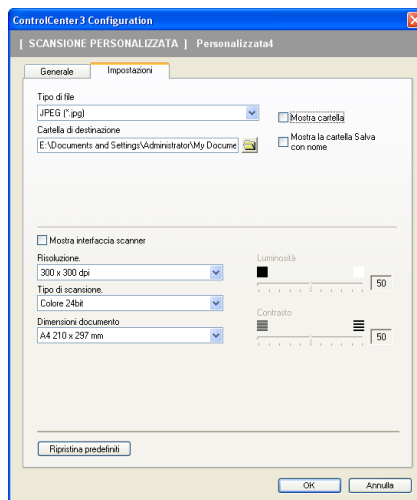 ControlCenter3 Configuration
[ SCANSIONE PERSONALIZZATA ] Personalizzata4
Generale Impostazioni
Tipo di file
JPEG (*.jpg)
Mostra cartella
Cartella di destinazione
E:\Documents and Settings\Administrator\My Docume
Mostra la cartella Salva
con nome
Mostra interfaccia scanner
Risoluzione.
300 x 300 dpi
Luminosità
50
Tipo di scansione.
Colore 24bit
Contrasto
50
Dimensioni documento
A4 210 x 297 mm
Ripristina predefiniti
OK Annulla